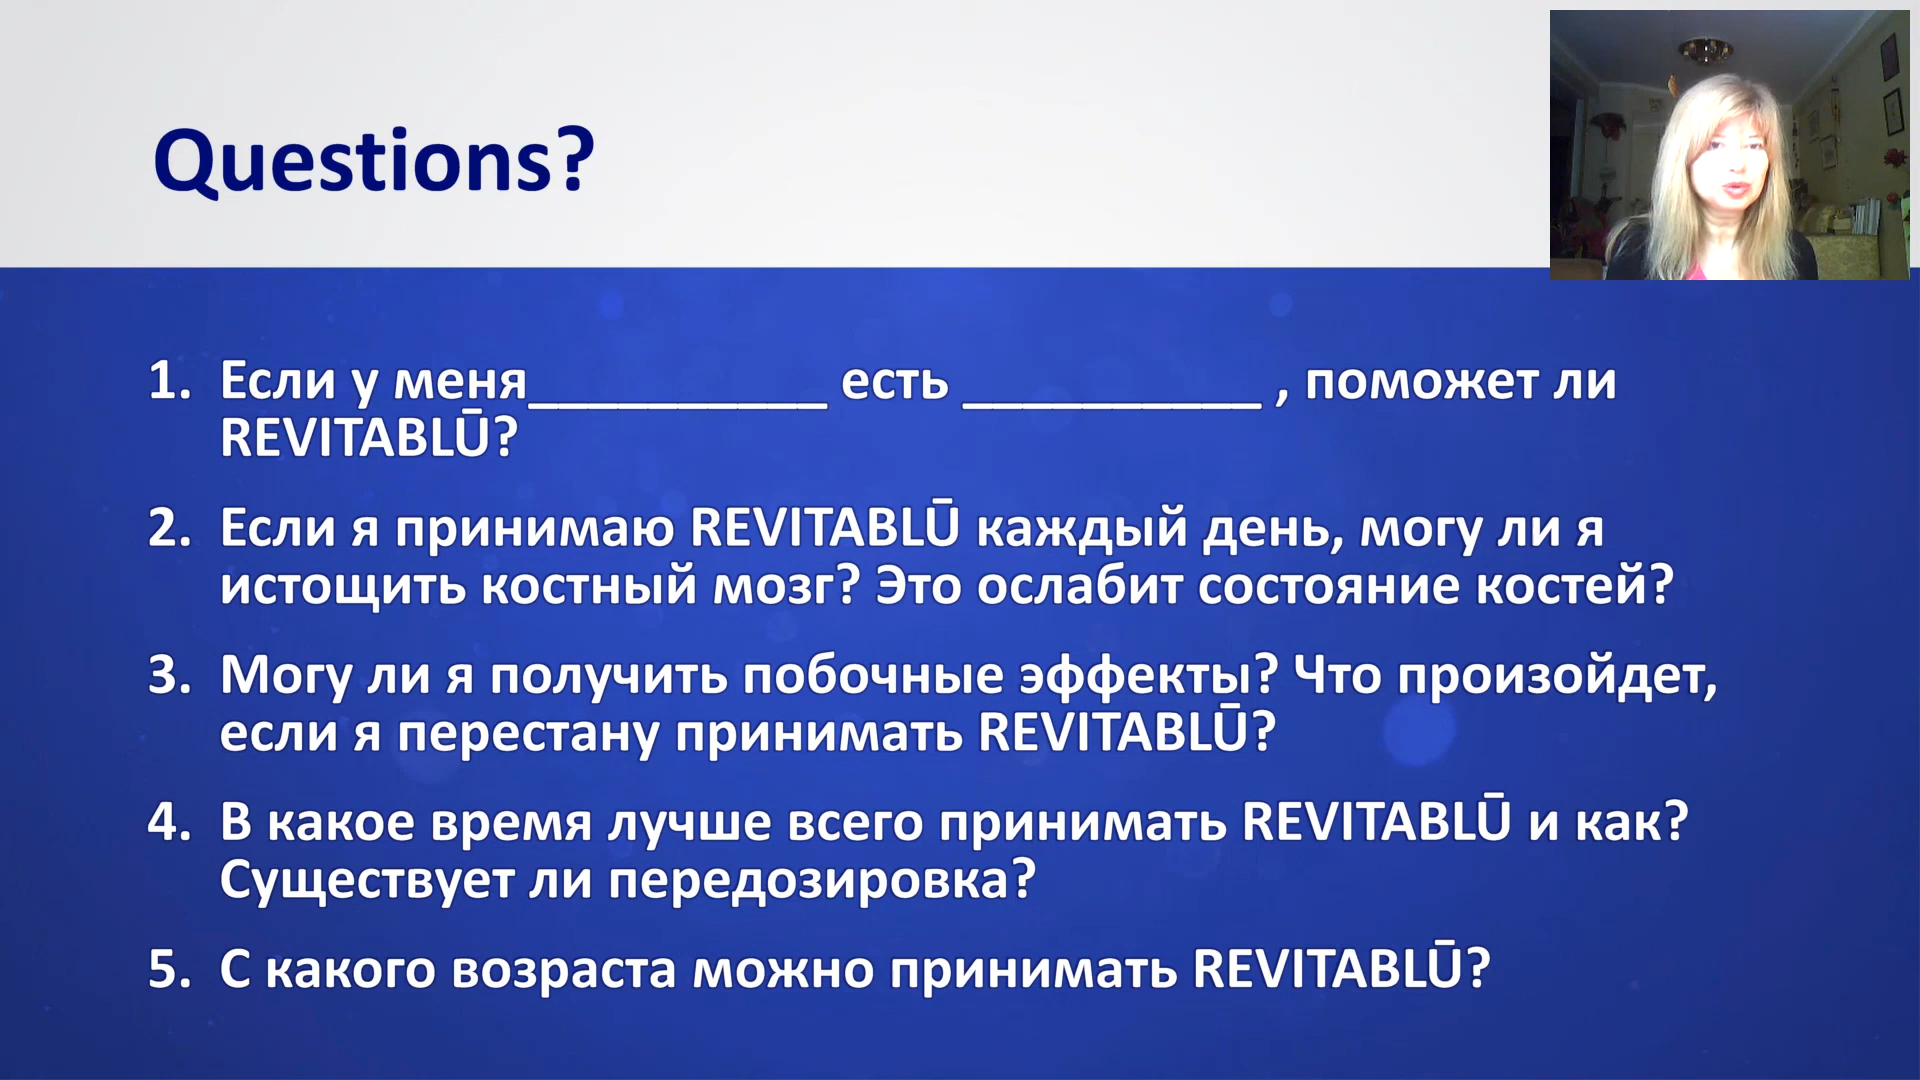 Questions?
1. Если у меня__________ есть __________ , поможет ли
REVITABLŪ?
2. Если я принимаю REVITABLŪ каждый день, могу ли я
истощить костный мозг? Это ослабит состояние костей?
3. Могу ли я получить побочные эффекты? Что произойдет,
если я перестану принимать REVITABLŪ?
4. В какое время лучше всего принимать REVITABLŪ и как?
Существует ли передозировка?
5. С какого возраста можно принимать REVITABLŪ?